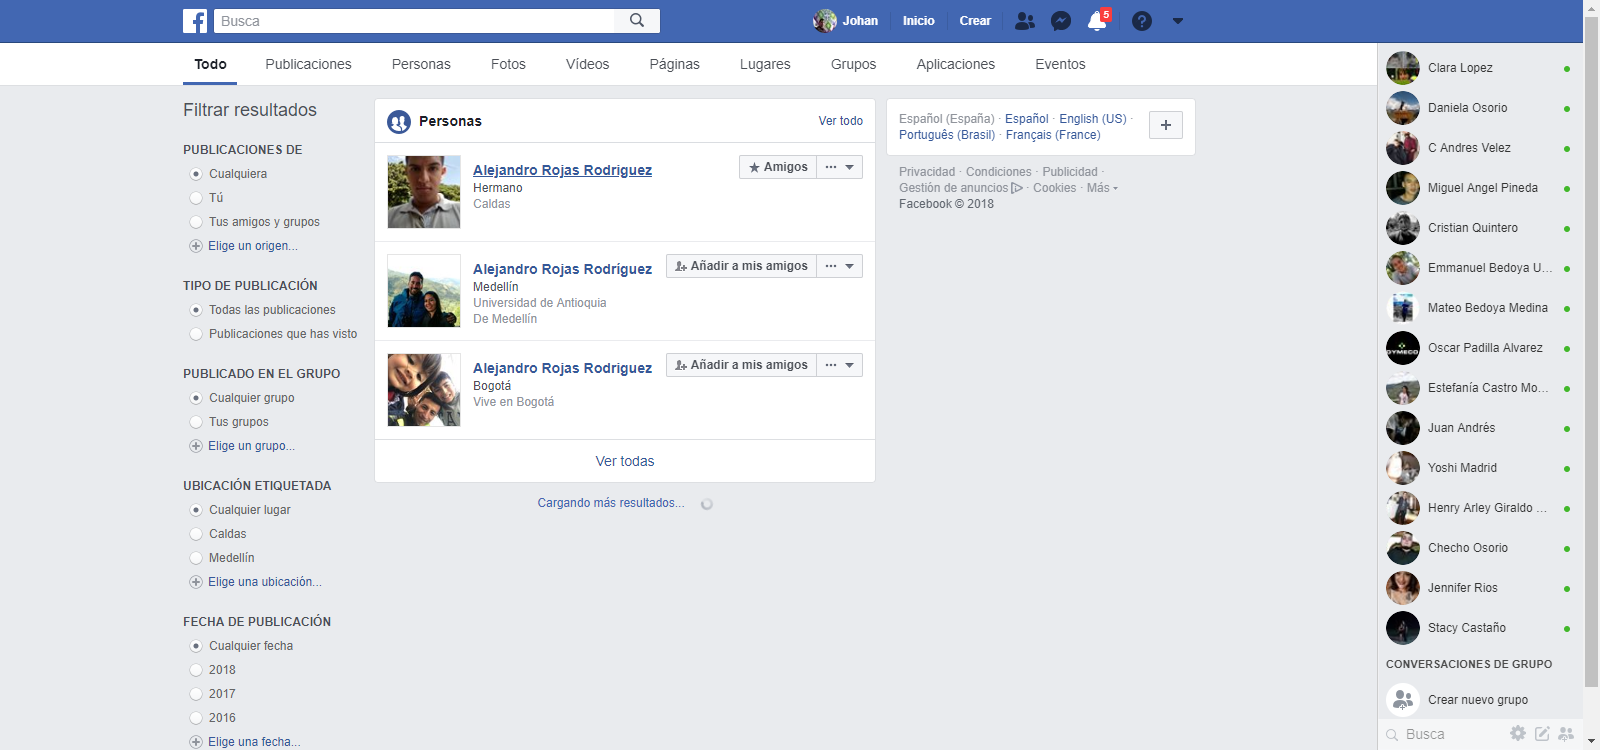 Busca
Johan
Inicio
Crear
5
Todo
Publicaciones
Personas
Fotos
Vídeos
Páginas
Lugares
Grupos
Aplicaciones
Eventos
Filtrar resultados
PUBLICACIONES DE
Cualquiera
Tú
Tus amigos y grupos
Elige un origen...
TIPO DE PUBLICACIÓN
Todas las publicaciones
Publicaciones que has visto
PUBLICADO EN EL GRUPO
Cualquier grupo
Tus grupos
Elige un grupo...
UBICACIÓN ETIQUETADA
Cualquier lugar
Caldas
Medellín
Elige una ubicación...
FECHA DE PUBLICACIÓN
Cualquier fecha
2018
2017
2016
Elige una fecha...
Personas
Ver todo
Alejandro Rojas Rodriguez
Amigos
Hermano
Caldas
Alejandro Rojas Rodríguez
Añadir a mis amigos
Medellín
Universidad de Antioquia
De Medellín
Alejandro Rojas Rodriguez
Añadir a mis amigos
Bogotá
Vive en Bogotá
Ver todas
Cargando más resultados...
Español (España) · Español · English (US) ·
Português (Brasil) · Français (France)
Privacidad · Condiciones · Publicidad ·
Gestión de anuncios · Cookies · Más
Facebook © 2018
Clara Lopez
Daniela Osorio
C Andres Velez
Miguel Angel Pineda
Cristian Quintero
Emmanuel Bedoya U...
Mateo Bedoya Medina
Oscar Padilla Alvarez
Estefanía Castro Mo...
Juan Andrés
Yoshi Madrid
Henry Arley Giraldo ...
Checho Osorio
Jennifer Rios
Stacy Castaño
CONVERSACIONES DE GRUPO
Crear nuevo grupo
Busca